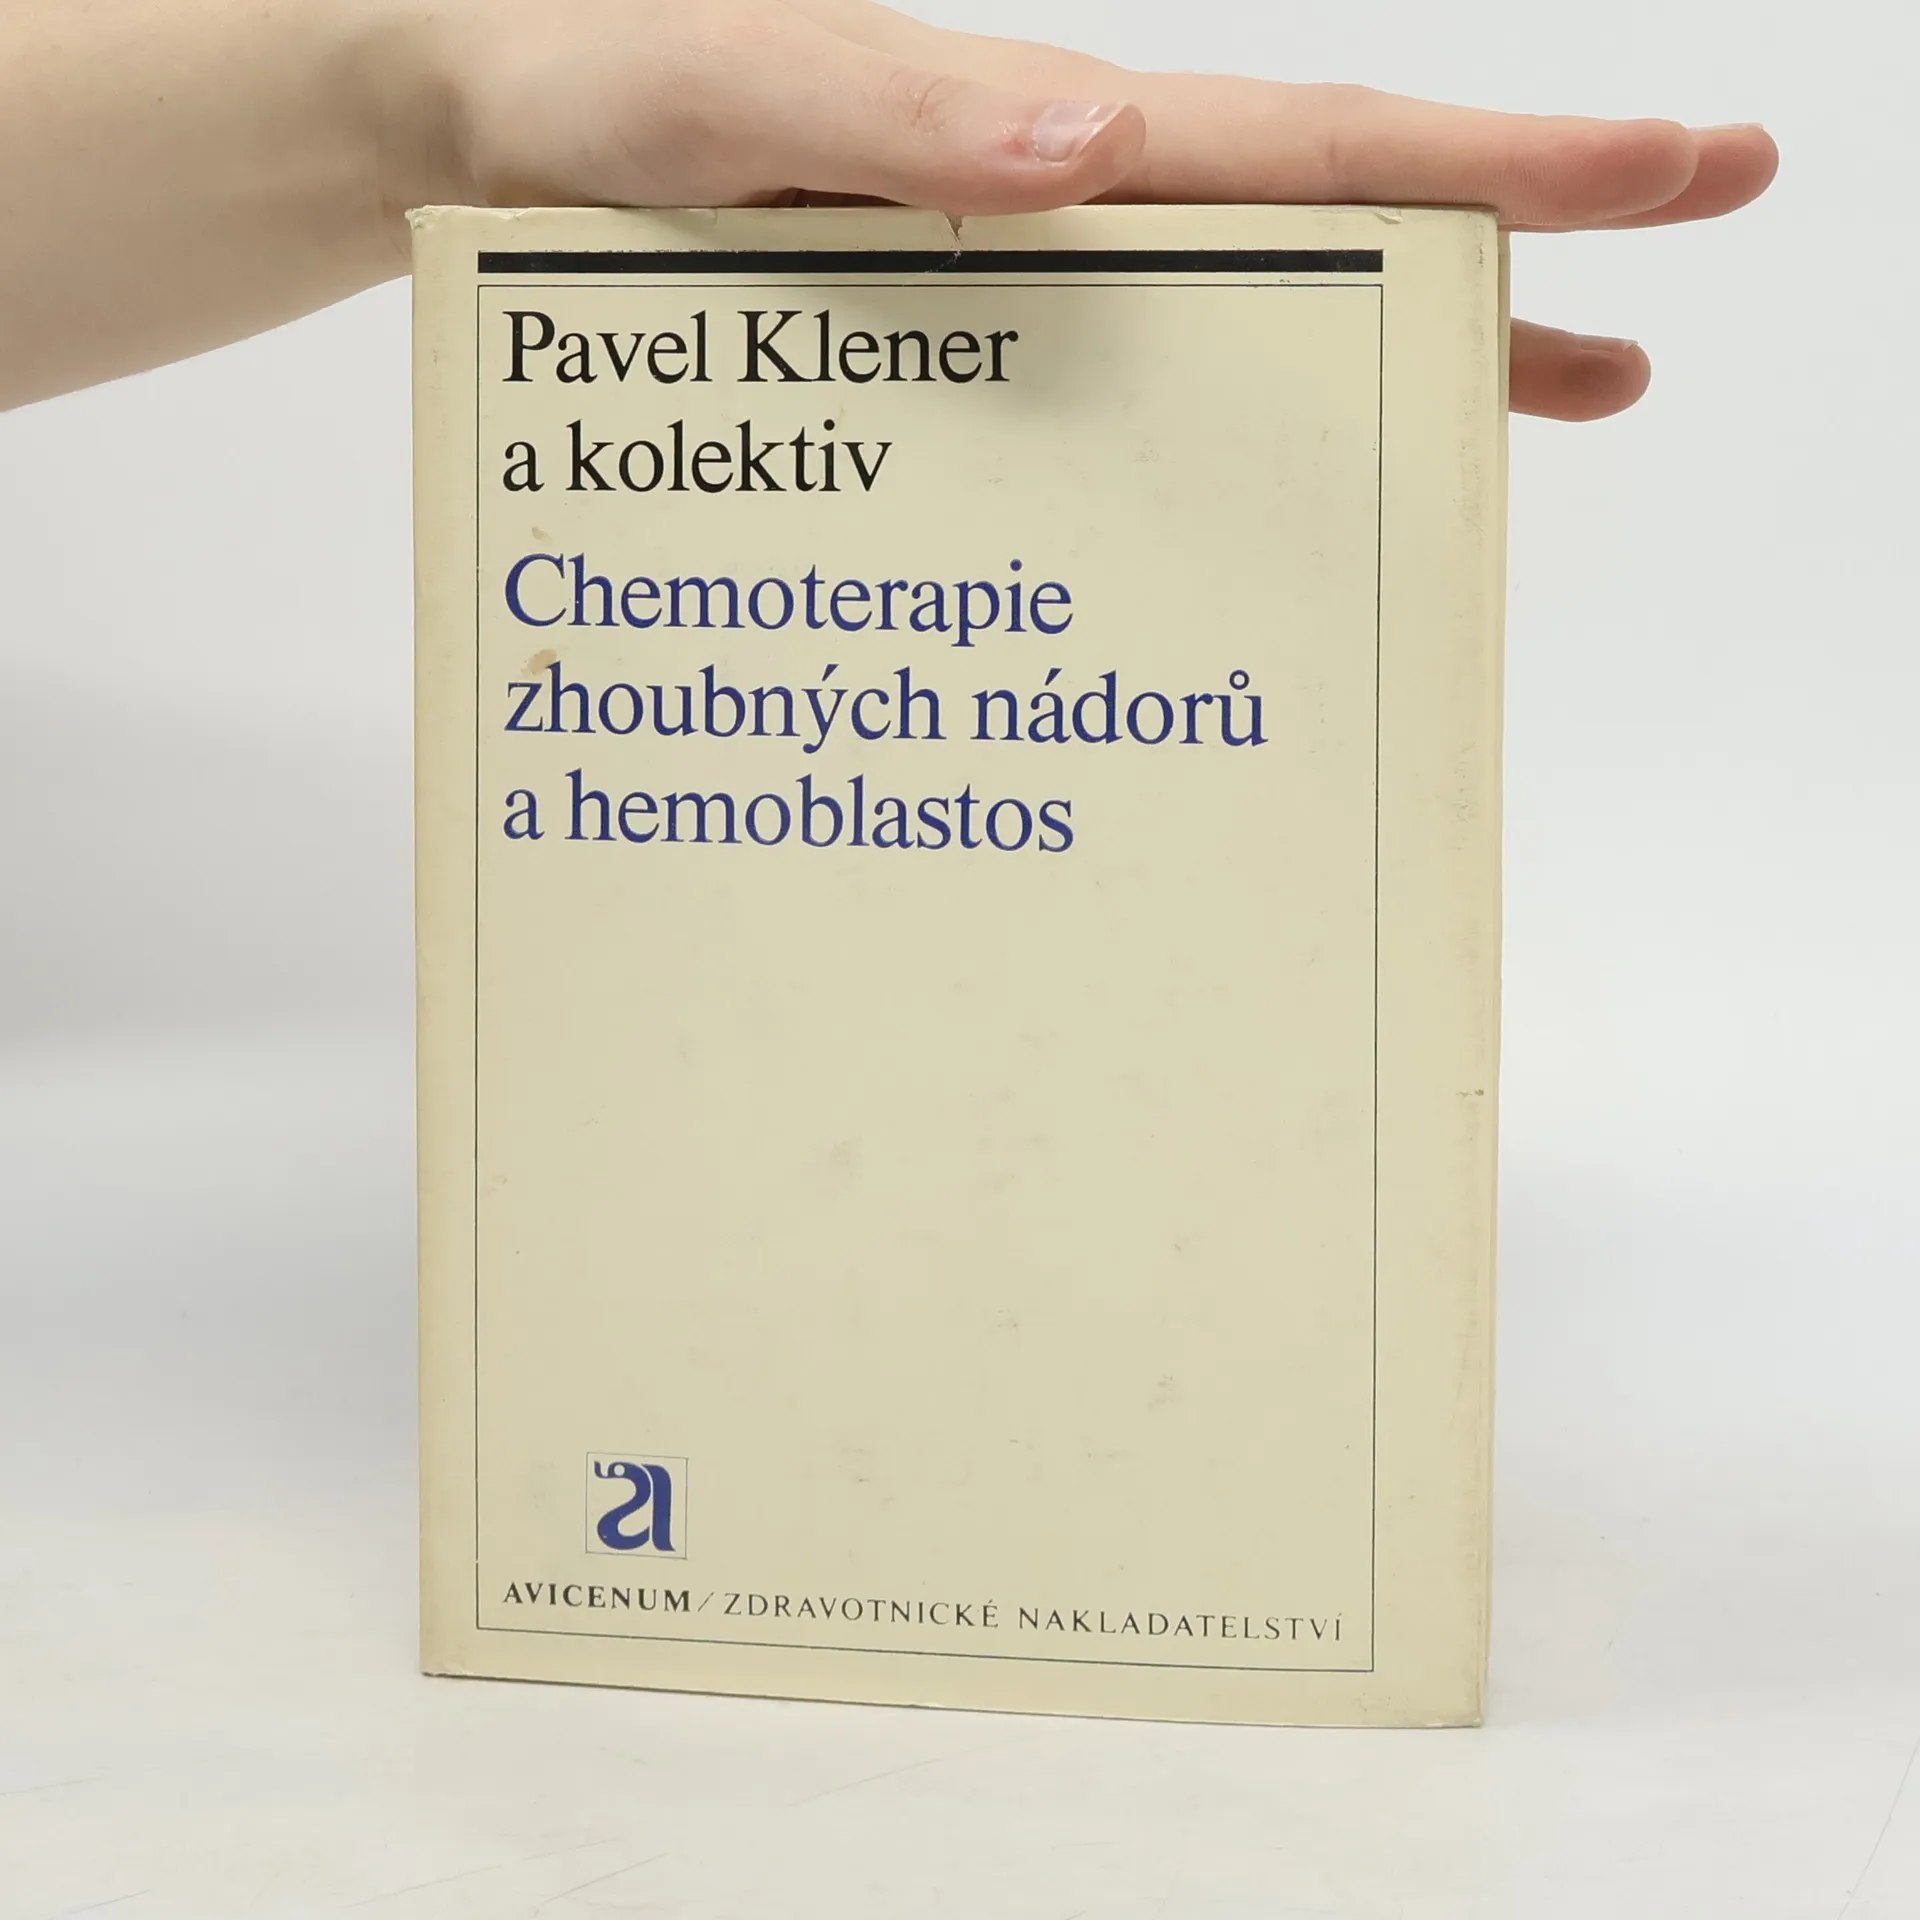 Pavel Klener
a kolektiv
Chemoterapie
zhoubných nádorů
a hemoblastos
AVICENUM/ZDRAVOTNICKÉ NAKLADATELSTVÍ